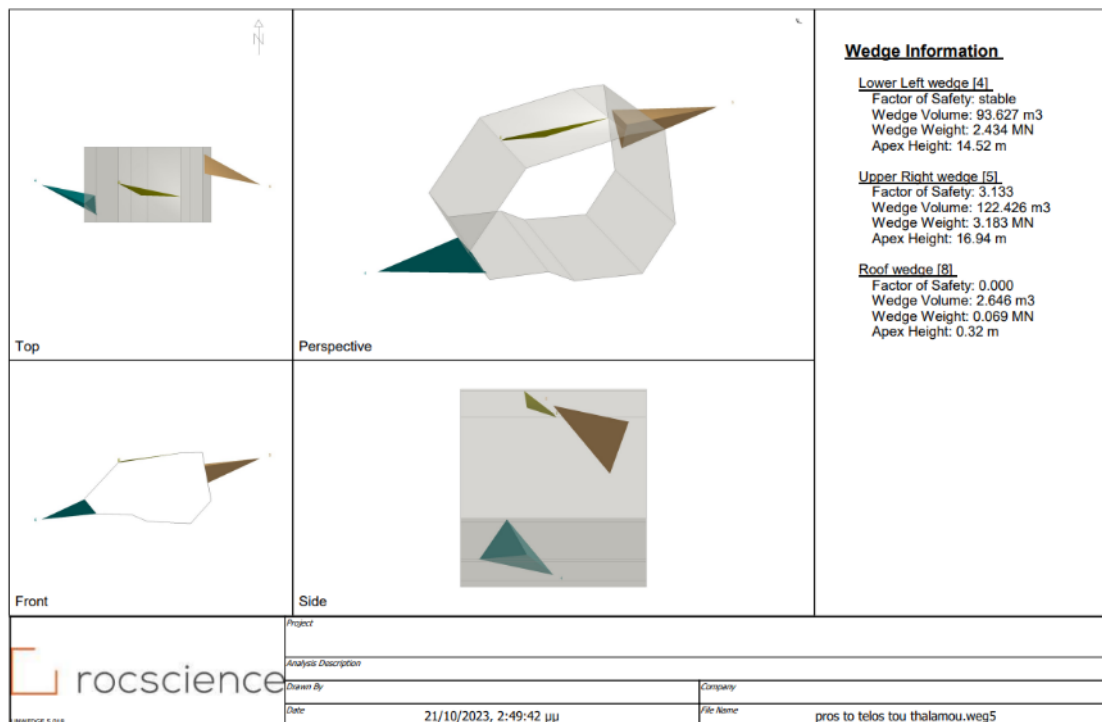 N
Top
Perspective
Front
Side
Wedge Information
Lower Left wedge [4]
Factor of Safety: stable
Wedge Volume: 93.627 m3
Wedge Weight: 2.434 MN
Apex Height: 14.52 m
Upper Right wedge [5]
Factor of Safety: 3.133
Wedge Volume: 122.426 m3
Wedge Weight: 3.183 MN
Apex Height: 16.94 m
Roof wedge [8]
Factor of Safety: 0.000
Wedge Volume: 2.646 m3
Wedge Weight: 0.069 MN
Apex Height: 0.32 m
rocscience
Project
Analysis Description
Drawn By
Company
Date
21/10/2023, 2:49:42 μμ
File Name
pros to telos tou thalamou.weg5